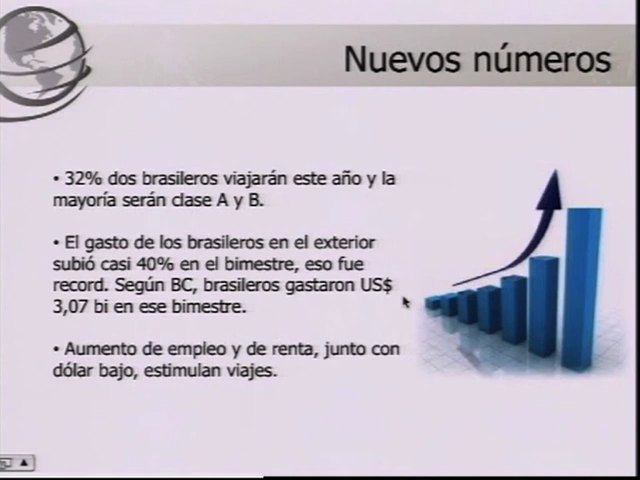 Nuevos números
• 32% dos brasileros viajarán este año y la
mayoría serán clase A y B.
• El gasto de los brasileros en el exterior
subió casi 40% en el bimestre, eso fue
record. Según BC, brasileros gastaron US$
3,07 bi en ese bimestre.
• Aumento de empleo y de renta, junto con
dólar bajo, estimulan viajes.